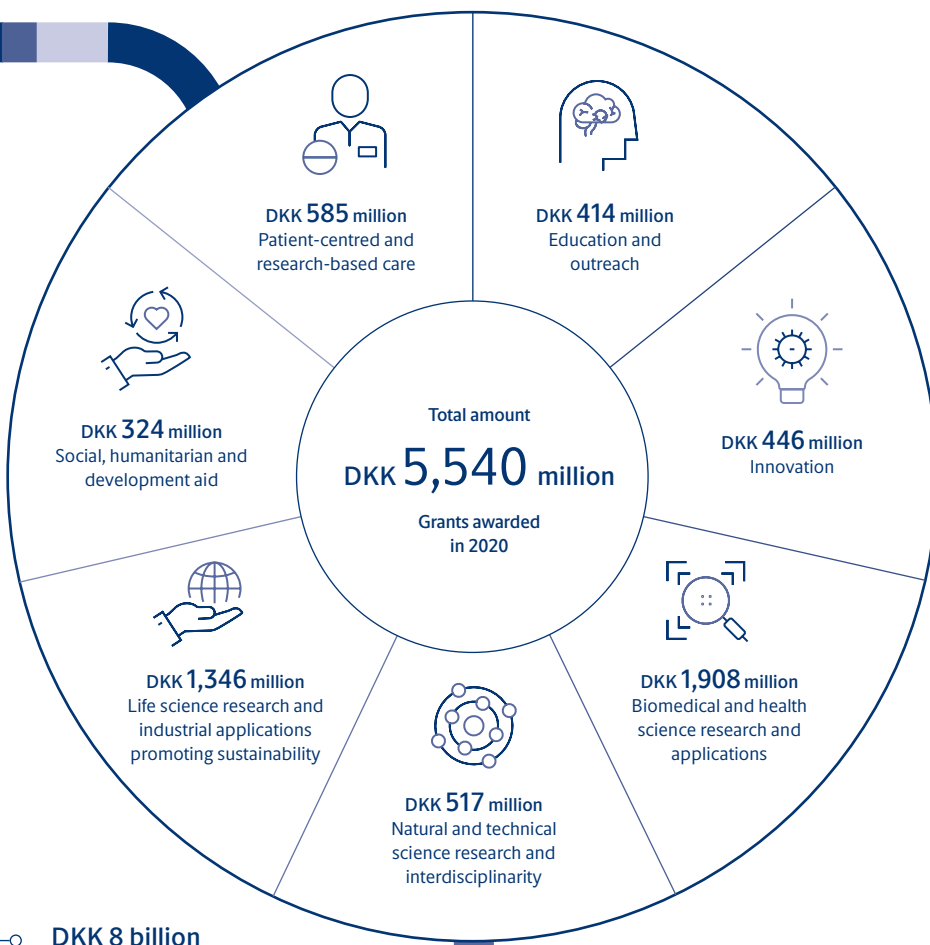 DKK 585 million
Patient-centred and
research-based care
DKK 414 million
Education and
outreach
DKK 324 million
Social, humanitarian and
development aid
Total amount
DKK 5,540 million
Grants awarded
in 2020
DKK 446 million
Innovation
DKK 1,346 million
Life science research and
industrial applications
promoting sustainability
DKK 1,908 million
Biomedical and health
science research and
applications
DKK 517 million
Natural and technical
science research and
interdisciplinarity
DKK 8 billion